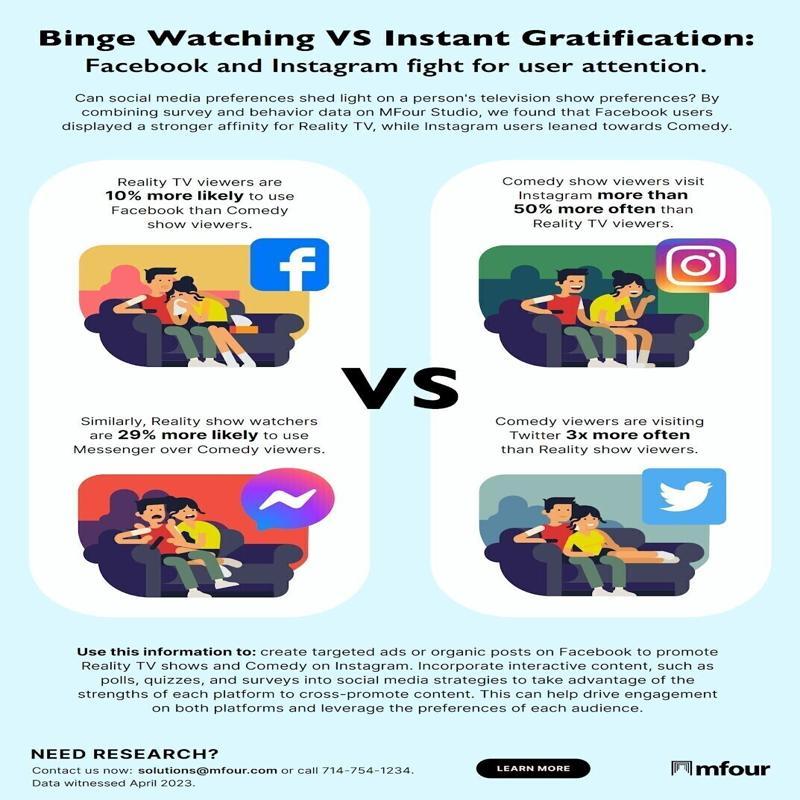 Binge Watching VS Instant Gratification:
Facebook and Instagram fight for user attention.
Can social media preferences shed light on a person's television show preferences? By
combining survey and behavior data on MFour Studio, we found that Facebook users
displayed a stronger affinity for Reality TV, while Instagram users leaned towards Comedy.
Reality TV viewers are
10% more likely to use
Facebook than Comedy
show viewers.
f
Similarly, Reality show watchers
are 29% more likely to use
Messenger over Comedy viewers.
VS
Comedy show viewers visit
Instagram more than
50% more often than
Reality TV viewers.
Comedy viewers are visiting
Twitter 3x more often
than Reality show viewers.
Use this information to: create targeted ads or organic posts on Facebook to promote
Reality TV shows and Comedy on Instagram. Incorporate interactive content, such as
polls, quizzes, and surveys into social media strategies to take advantage of the
strengths of each platform to cross-promote content. This can help drive engagement
on both platforms and leverage the preferences of each audience.
NEED RESEARCH?
Contact us now: solutions@mfour.com or call 714-754-1234.
Data witnessed April 2023.
LEARN MORE
mfour